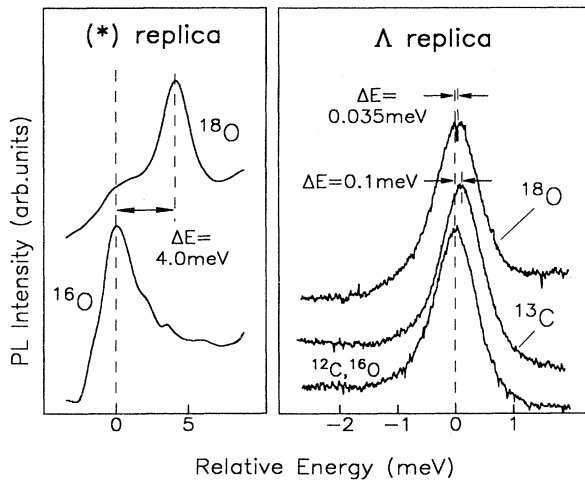 (*) replica
Λ replica
ΔE=
0.035meV
18O
ΔE=0.1meV
18O
ΔE=
4.0meV
16O
13C
12C,16O
PL Intensity (arb.units)
0
5
-2
-1
0
1
Relative Energy (meV)